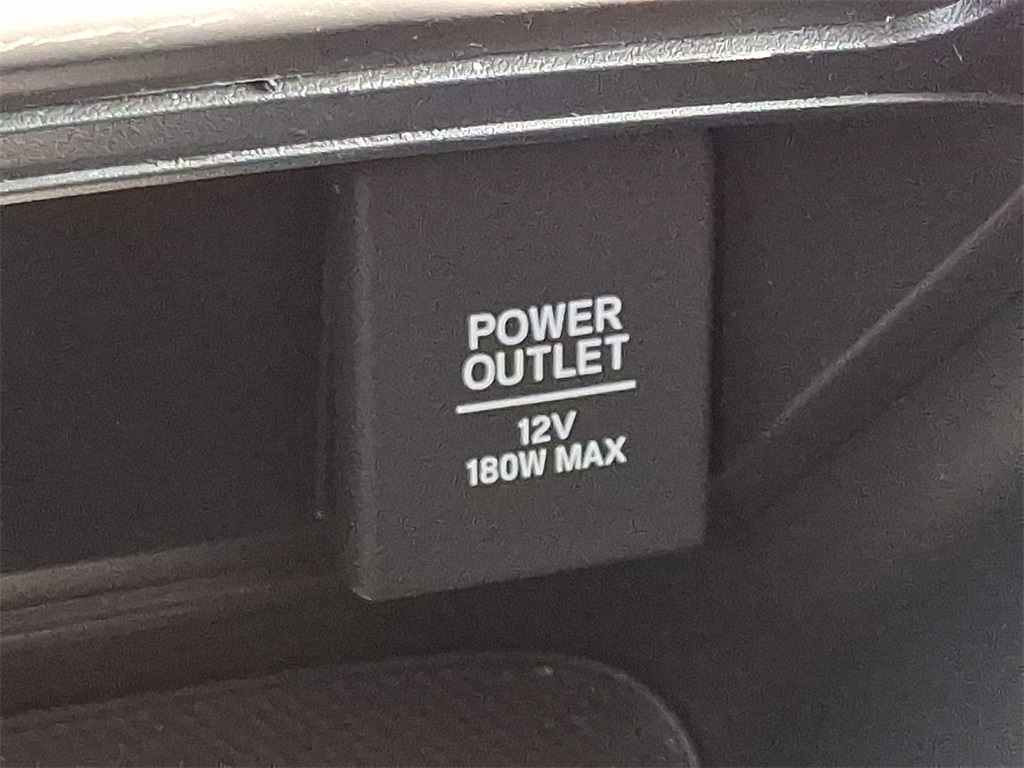 POWER
OUTLET
12V
180W MAX